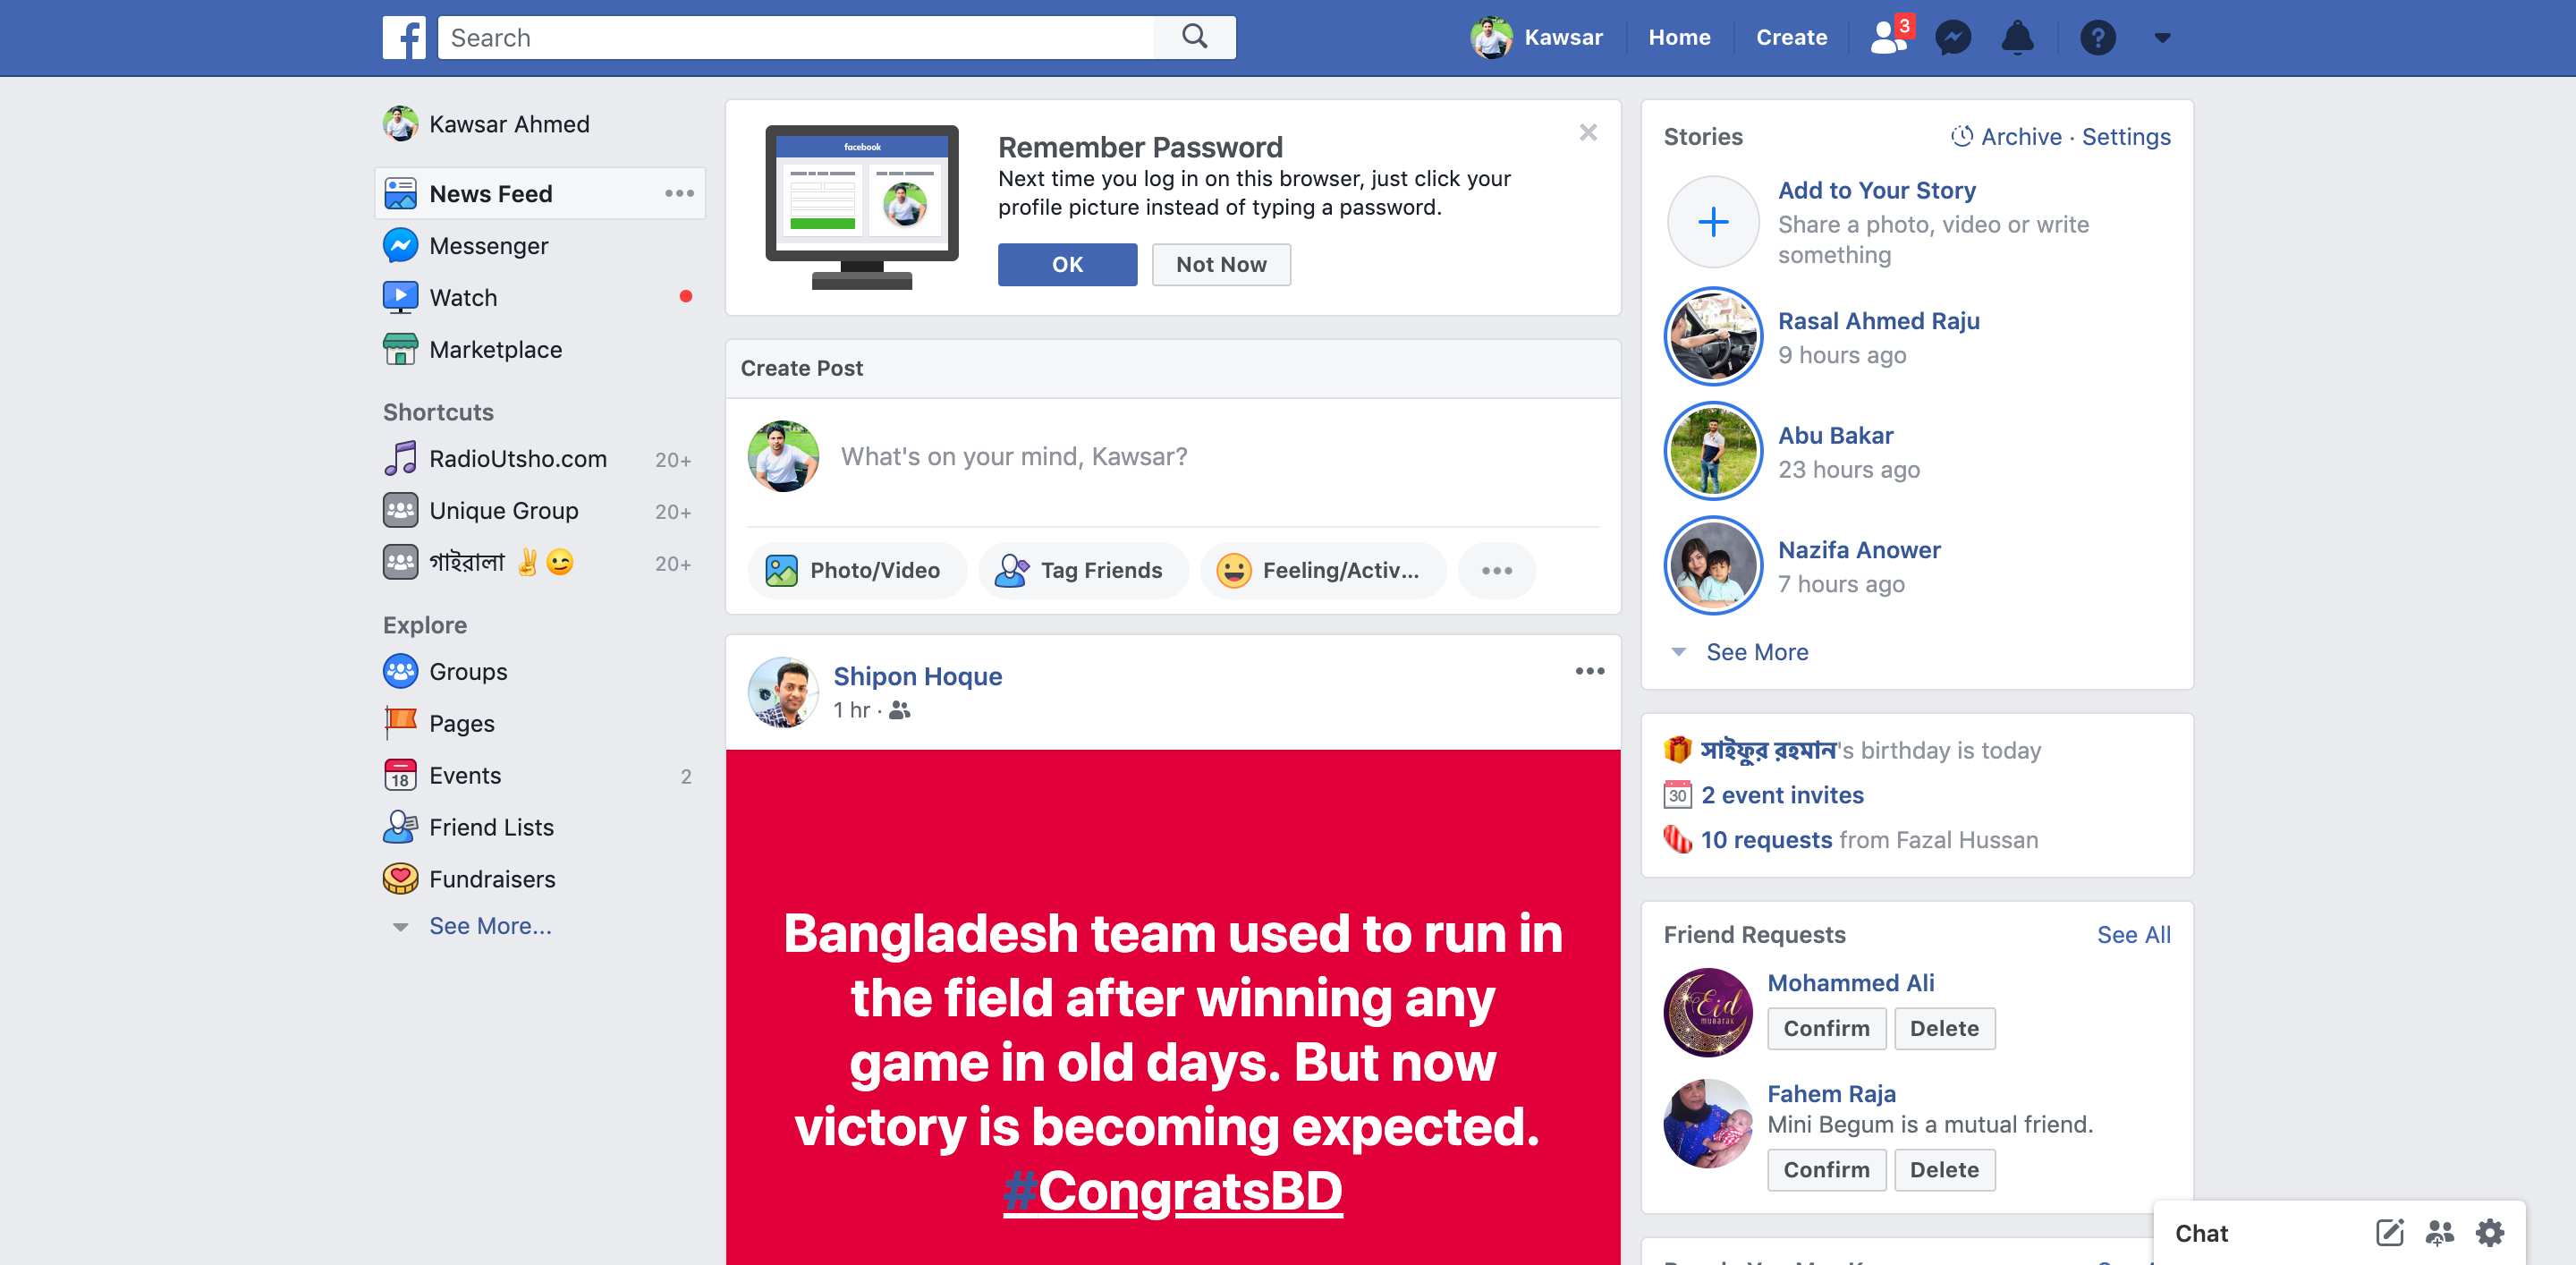 Search
Kawsar
Home
Create
3
Kawsar Ahmed
News Feed
Messenger
Watch
Marketplace
Shortcuts
RadioUtsho.com 20+
Unique Group 20+
গাইরালা ✌😉 20+
Explore
Groups
Pages
18
Events 2
Friend Lists
Fundraisers
See More...
facebook
Remember Password
Next time you log in on this browser, just click your
profile picture instead of typing a password.
OK
Not Now
Create Post
What's on your mind, Kawsar?
Photo/Video
Tag Friends
Feeling/Activ...
Shipon Hoque
1 hr ·
Bangladesh team used to run in
the field after winning any
game in old days. But now
victory is becoming expected.
#CongratsBD
Stories
Archive · Settings
Add to Your Story
Share a photo, video or write
something
Rasal Ahmed Raju
9 hours ago
Abu Bakar
23 hours ago
Nazifa Anower
7 hours ago
See More
সাইফুর রহমান's birthday is today
30
2 event invites
10 requests from Fazal Hussan
Friend Requests
See All
Eid
MUBARAK
Mohammed Ali
Confirm
Delete
Fahem Raja
Mini Begum is a mutual friend.
Confirm
Delete
Chat